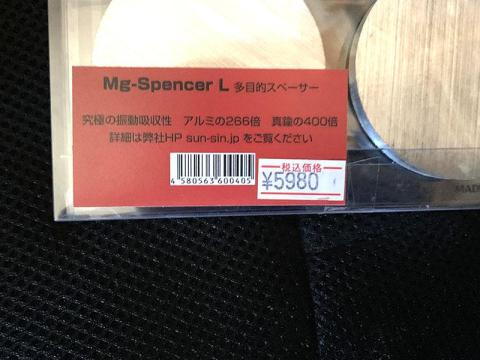 Mg-Spencer L 多目的スペーサー
究極の振動吸収性 アルミの266倍 真鍮の400倍
詳細は弊社HP sun-sin.jp をご覧ください
4 580563 600405
税込価格
¥5980
MAD